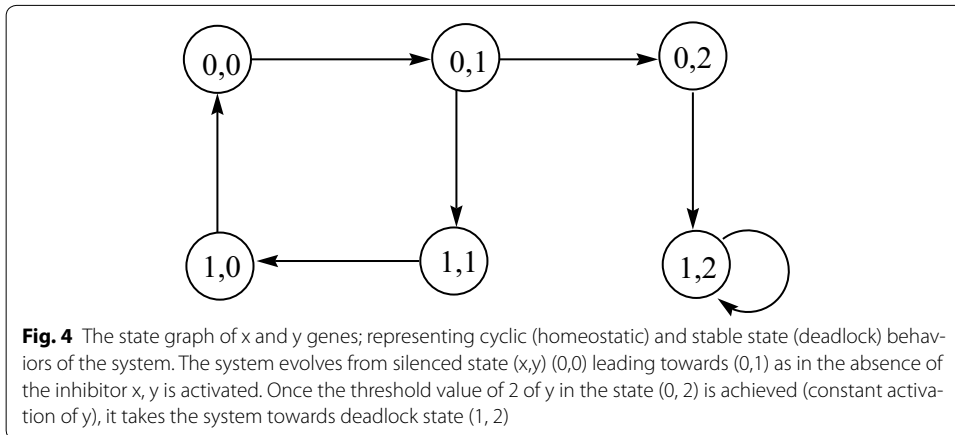 0,0
0,1
0,2
1,0
1,1
1,2
Fig. 4 The state graph of x and y genes; representing cyclic (homeostatic) and stable state (deadlock) behav-
iors of the system. The system evolves from silenced state (x,y) (0,0) leading towards (0,1) as in the absence of
the inhibitor x, y is activated. Once the threshold value of 2 of y in the state (0, 2) is achieved (constant activa-
tion of y), it takes the system towards deadlock state (1, 2)